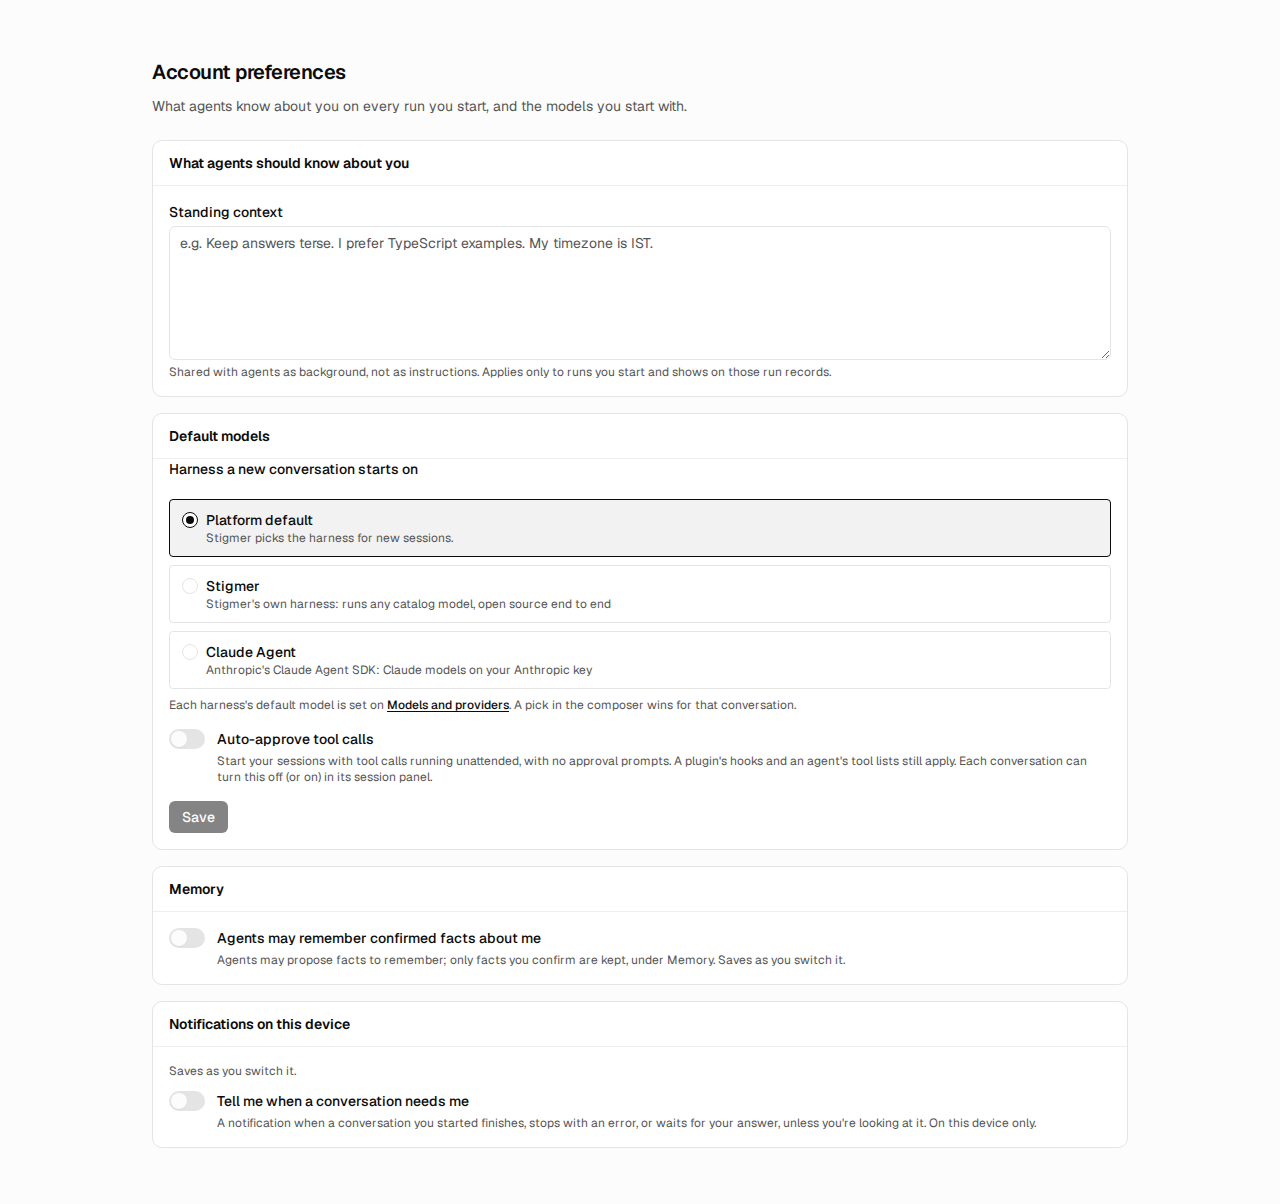 Account preferences
What agents know about you on every run you start, and the models you start with.
What agents should know about you
Standing context
e.g. Keep answers terse. I prefer TypeScript examples. My timezone is IST.
Shared with agents as background, not as instructions. Applies only to runs you start and shows on those run records.
Default models
Harness a new conversation starts on
Platform default
Stigmer picks the harness for new sessions.
Stigmer
Stigmer's own harness: runs any catalog model, open source end to end
Claude Agent
Anthropic's Claude Agent SDK: Claude models on your Anthropic key
Each harness's default model is set on Models and providers. A pick in the composer wins for that conversation.
Auto-approve tool calls
Start your sessions with tool calls running unattended, with no approval prompts. A plugin's hooks and an agent's tool lists still apply. Each conversation can
turn this off (or on) in its session panel.
Save
Memory
Agents may remember confirmed facts about me
Agents may propose facts to remember; only facts you confirm are kept, under Memory. Saves as you switch it.
Notifications on this device
Saves as you switch it.
Tell me when a conversation needs me
A notification when a conversation you started finishes, stops with an error, or waits for your answer, unless you're looking at it. On this device only.